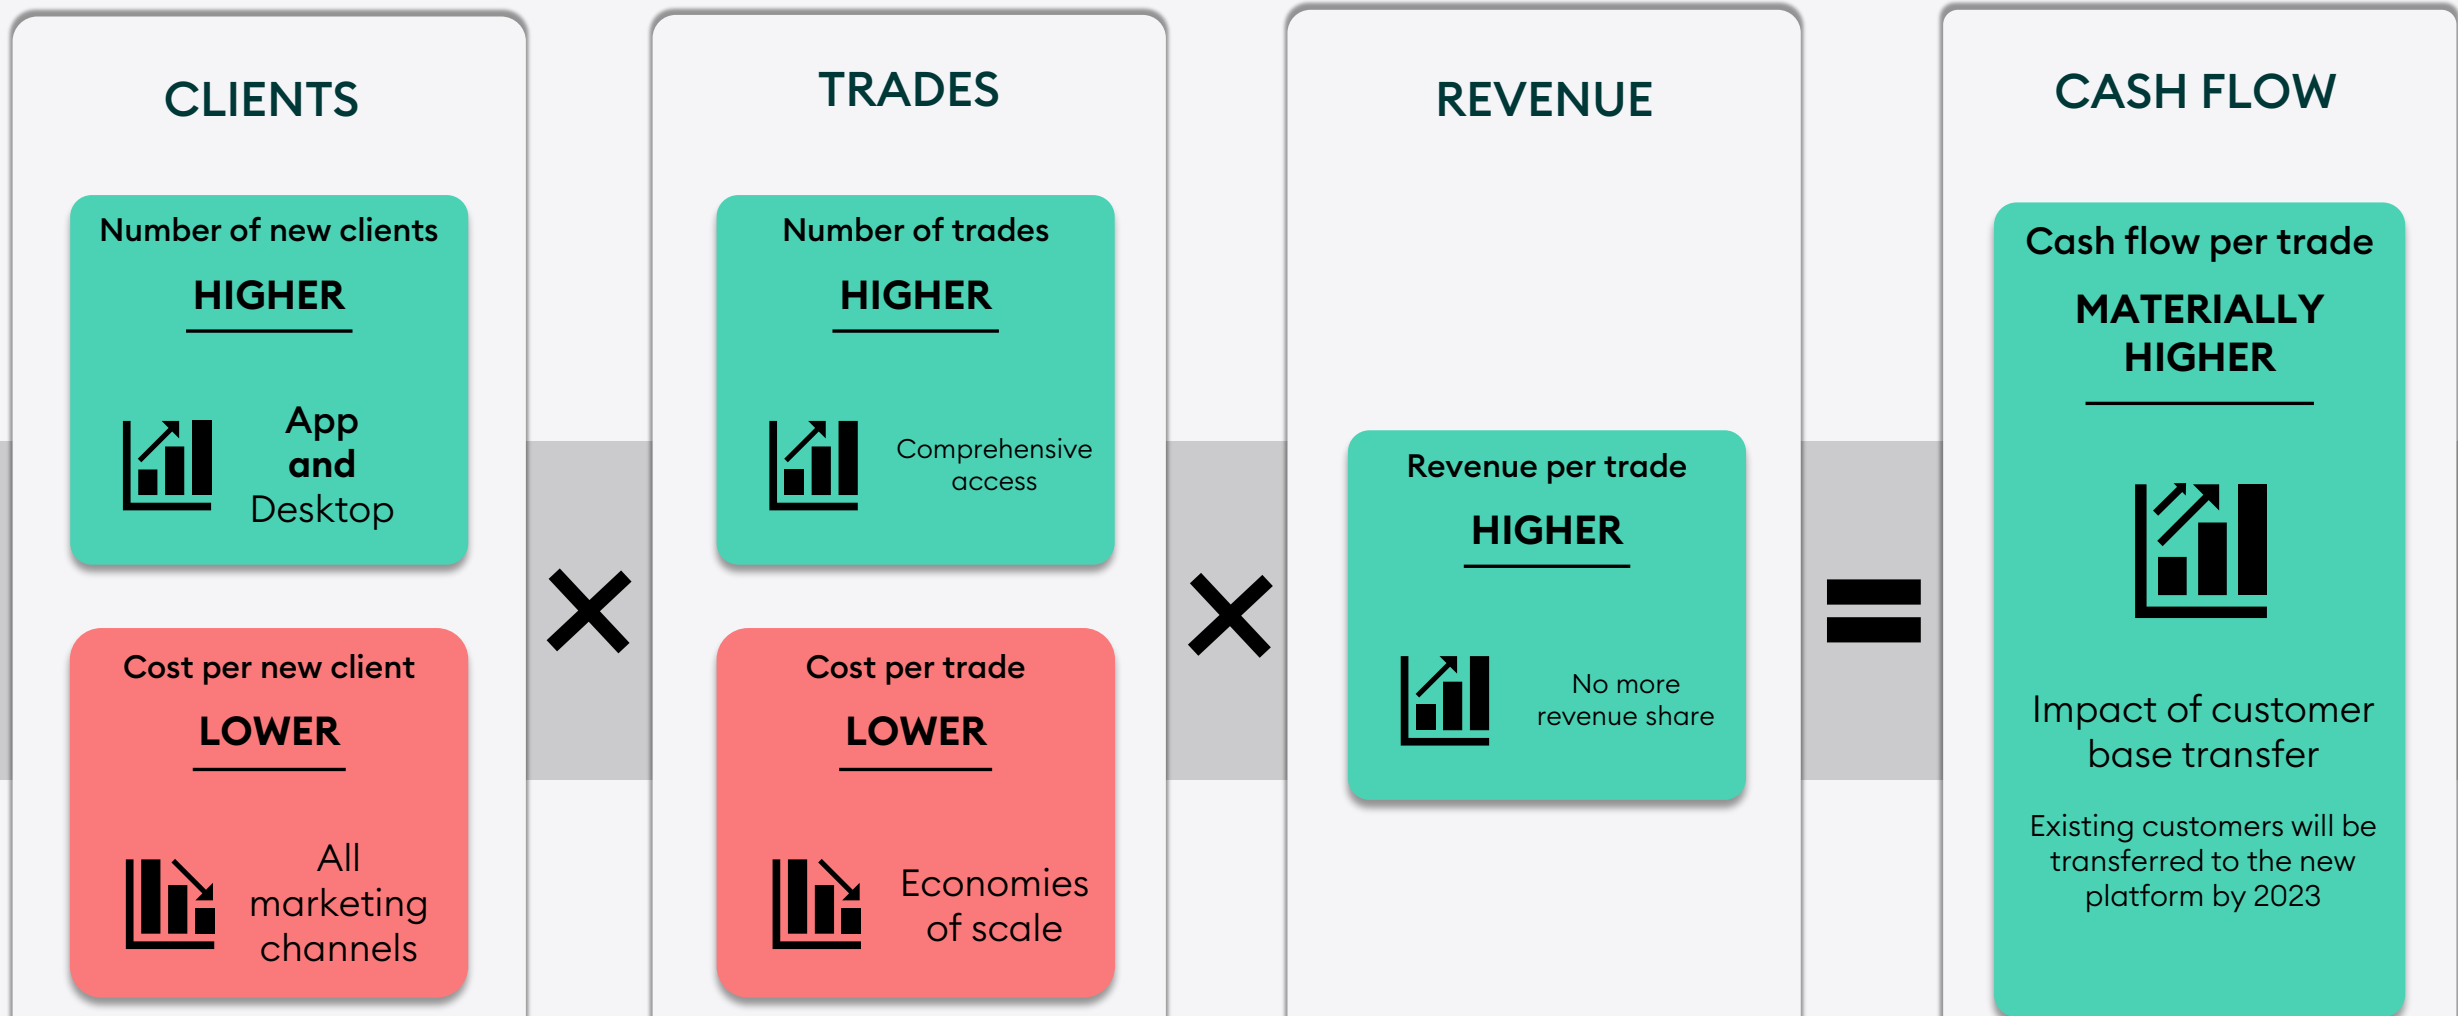 CLIENTS
Number of new clients
HIGHER
App
and
Desktop
Cost per new client
LOWER
All
marketing
channels
×
TRADES
Number of trades
HIGHER
Comprehensive
access
Cost per trade
LOWER
Economies
of scale
×
REVENUE
Revenue per trade
HIGHER
No more
revenue share
=
CASH FLOW
Cash flow per trade
MATERIALLY
HIGHER
Impact of customer
base transfer
Existing customers will be
transferred to the new
platform by 2023